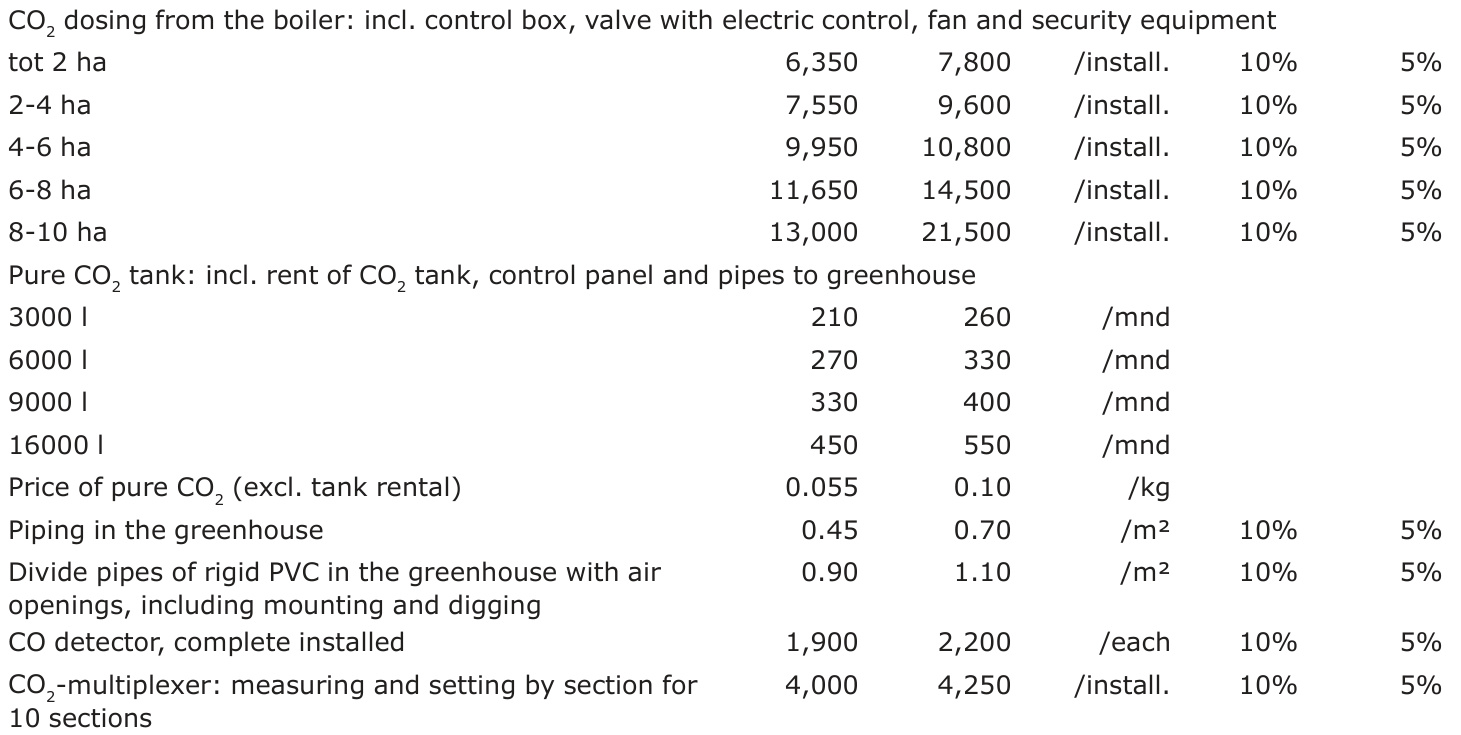 CO₂ dosing from the boiler: incl. control box, valve with electric control, fan and security equipment
tot 2 ha 6,350 7,800 /install. 10% 5%
2-4 ha 7,550 9,600 /install. 10% 5%
4-6 ha 9,950 10,800 /install. 10% 5%
6-8 ha 11,650 14,500 /install. 10% 5%
8-10 ha 13,000 21,500 /install. 10% 5%
Pure CO₂ tank: incl. rent of CO₂ tank, control panel and pipes to greenhouse
3000 l 210 260 /mnd
6000 l 270 330 /mnd
9000 l 330 400 /mnd
16000 l 450 550 /mnd
Price of pure CO₂ (excl. tank rental) 0.055 0.10 /kg
Piping in the greenhouse 0.45 0.70 /m² 10% 5%
Divide pipes of rigid PVC in the greenhouse with air 0.90 1.10 /m² 10% 5%
openings, including mounting and digging
CO detector, complete installed 1,900 2,200 /each 10% 5%
CO₂-multiplexer: measuring and setting by section for 4,000 4,250 /install. 10% 5%
10 sections